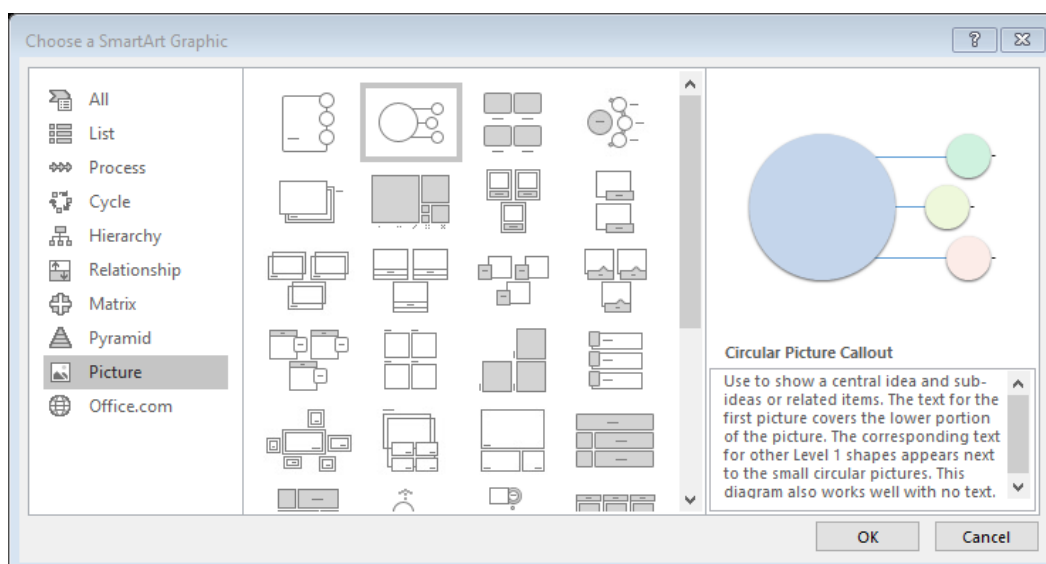 Choose a SmartArt Graphic
All
List
Process
Cycle
Hierarchy
Relationship
Matrix
Pyramid
Picture
Office.com
Circular Picture Callout
Use to show a central idea and sub-
ideas or related items. The text for the
first picture covers the lower portion
of the picture. The corresponding text
for other Level 1 shapes appears next
to the small circular pictures. This
diagram also works well with no text.
OK
Cancel